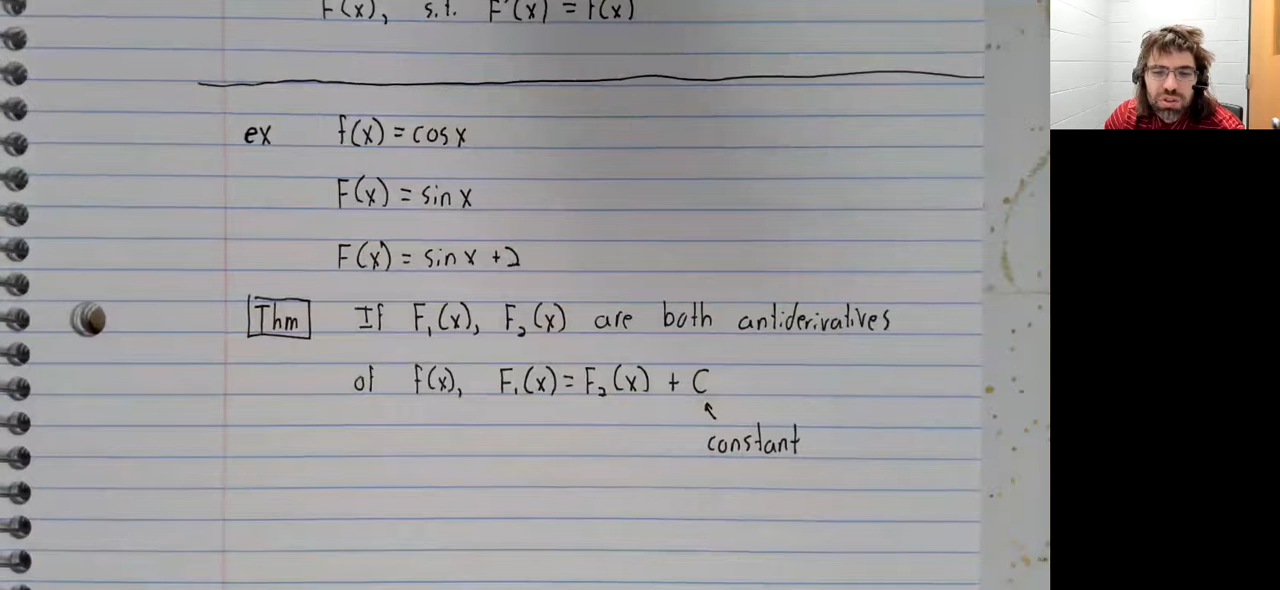 F(x), s.t. F'(x) = f(x)
ex f(x) = cos x
F(x) = sin x
F(x) = sin x + 2
Thm If F₁(x), F₂(x) are both antiderivatives
of f(x), F₁(x) = F₂(x) + C
constant